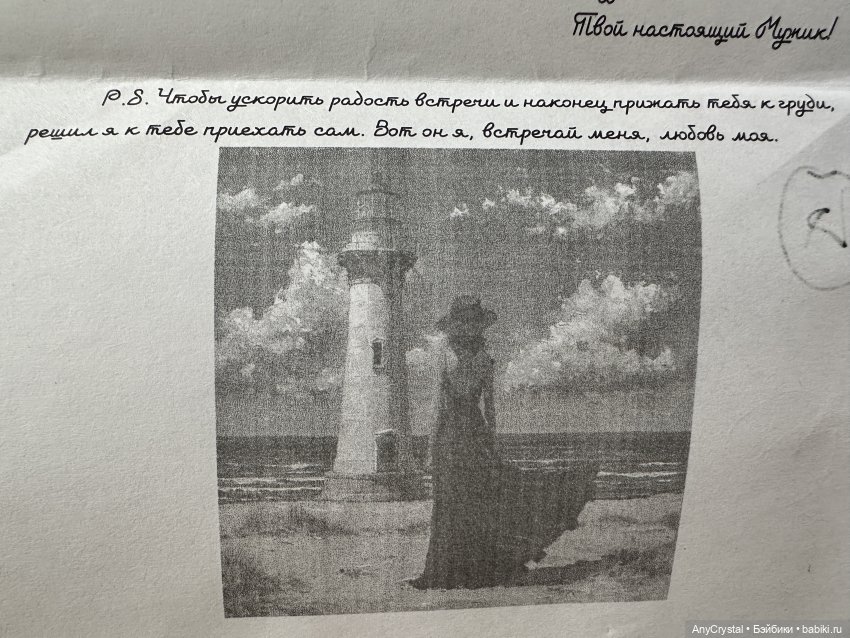 Твой настоящий Мужик!
P.S. Чтобы ускорить радость встречи и наконец прижать тебя к груди,
решил я к тебе приехать сам. Вот он я, встречай меня, любовь моя.
AnyCrystal • Бэйбики • babiki.ru